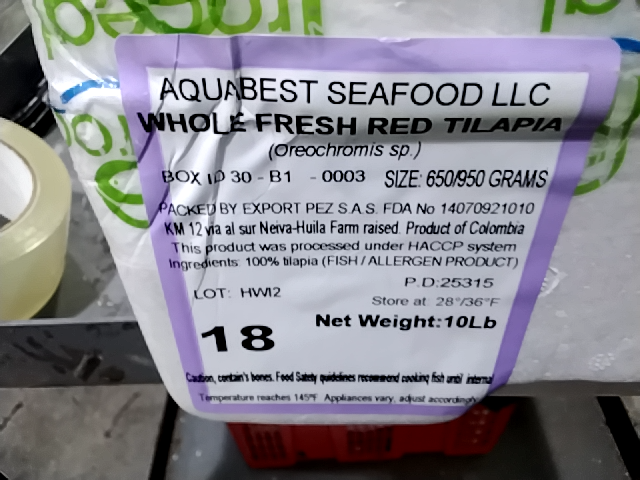 AQUABEST SEAFOOD LLC
WHOLE FRESH RED TILAPIA
(Oreochromis sp.)
BOX ID 30 - B1 - 0003 SIZE: 650/950 GRAMS
PACKED BY EXPORT PEZ S.A.S. FDA No 14070921010
KM 12 via al sur Neiva-Huila Farm raised. Product of Colombia
This product was processed under HACCP system
Ingredients: 100% tilapia (FISH / ALLERGEN PRODUCT)
P.D:25315
LOT: HWI2
Store at: 28°/36°F
18
Net Weight:10Lb
Caution, contain's bones. Food Safety guidelines recommend cooking fish until internal
Temperature reaches 145°F. Appliances vary, adjust accordingly